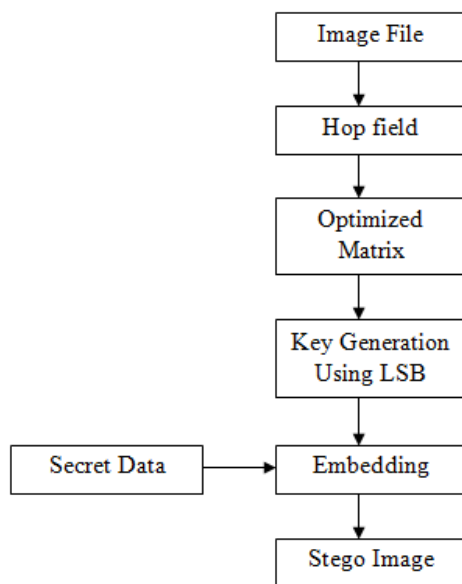 Image File
Hop field
Optimized
Matrix
Key Generation
Using LSB
Secret Data
Embedding
Stego Image